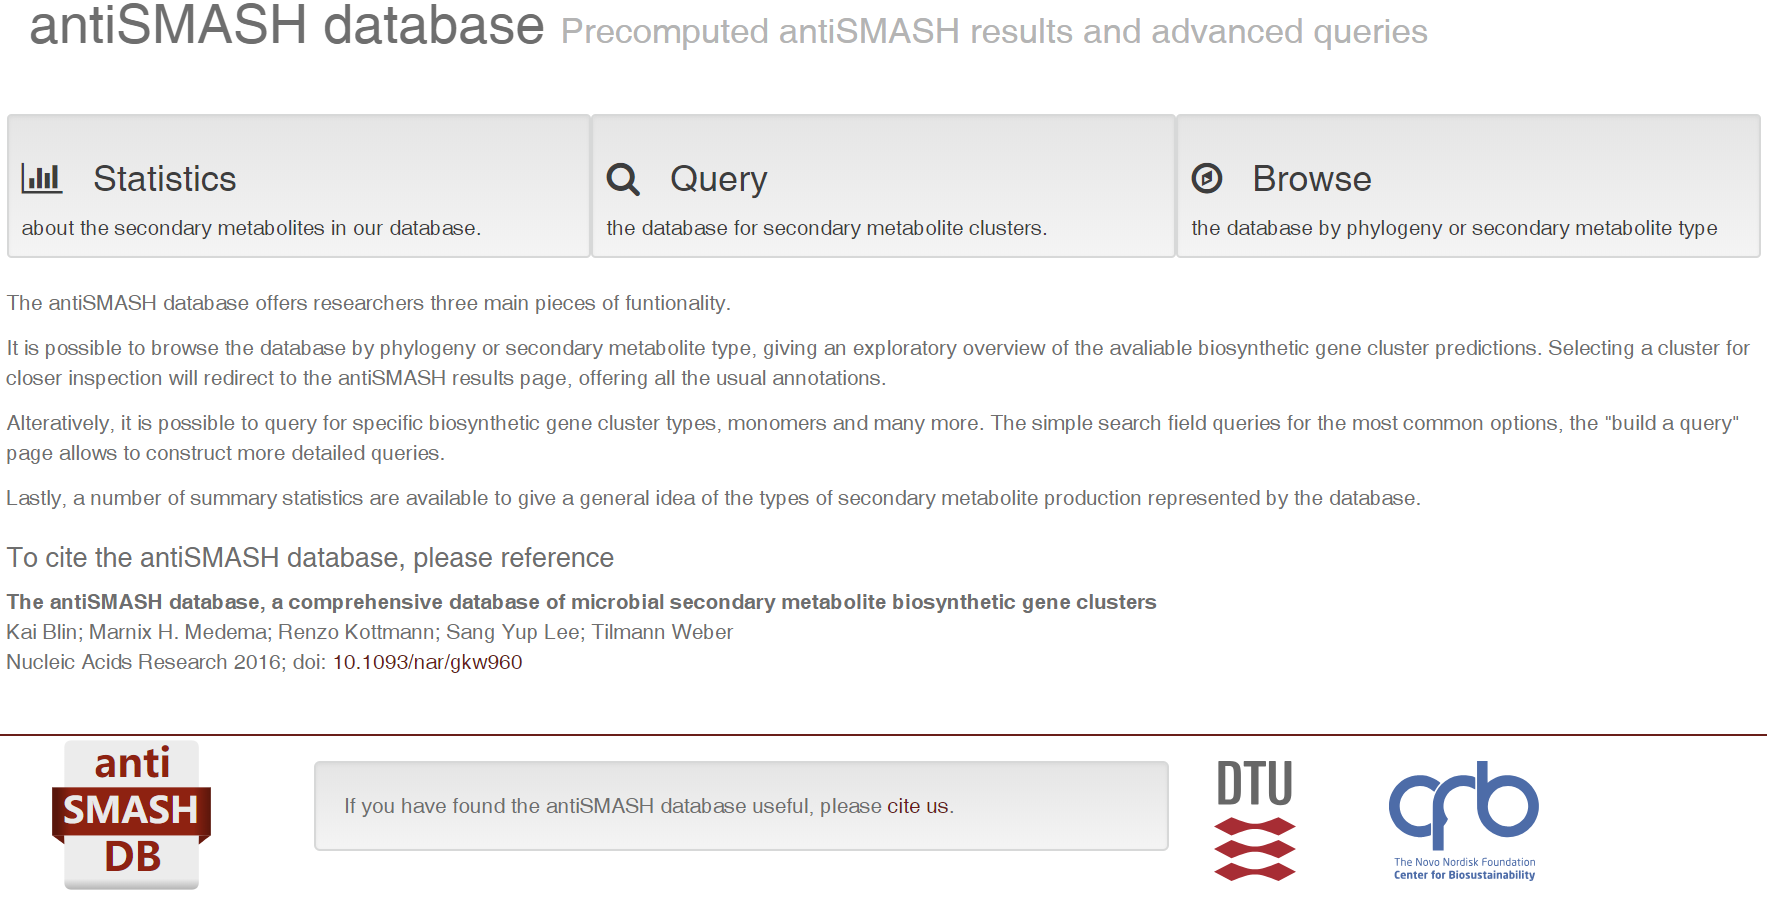 antiSMASH database Precomputed antiSMASH results and advanced queries
Statistics
about the secondary metabolites in our database.
Query
the database for secondary metabolite clusters.
Browse
the database by phylogeny or secondary metabolite type
The antiSMASH database offers researchers three main pieces of funtionality.
It is possible to browse the database by phylogeny or secondary metabolite type, giving an exploratory overview of the avaliable biosynthetic gene cluster predictions. Selecting a cluster for
closer inspection will redirect to the antiSMASH results page, offering all the usual annotations.
Alteratively, it is possible to query for specific biosynthetic gene cluster types, monomers and many more. The simple search field queries for the most common options, the "build a query"
page allows to construct more detailed queries.
Lastly, a number of summary statistics are available to give a general idea of the types of secondary metabolite production represented by the database.
To cite the antiSMASH database, please reference
The antiSMASH database, a comprehensive database of microbial secondary metabolite biosynthetic gene clusters
Kai Blin; Marnix H. Medema; Renzo Kottmann; Sang Yup Lee; Tilmann Weber
Nucleic Acids Research 2016; doi: 10.1093/nar/gkw960
anti
SMASH
DB
If you have found the antiSMASH database useful, please cite us.
DTU
cfb
The Novo Nordisk Foundation
Center for Biosustainability